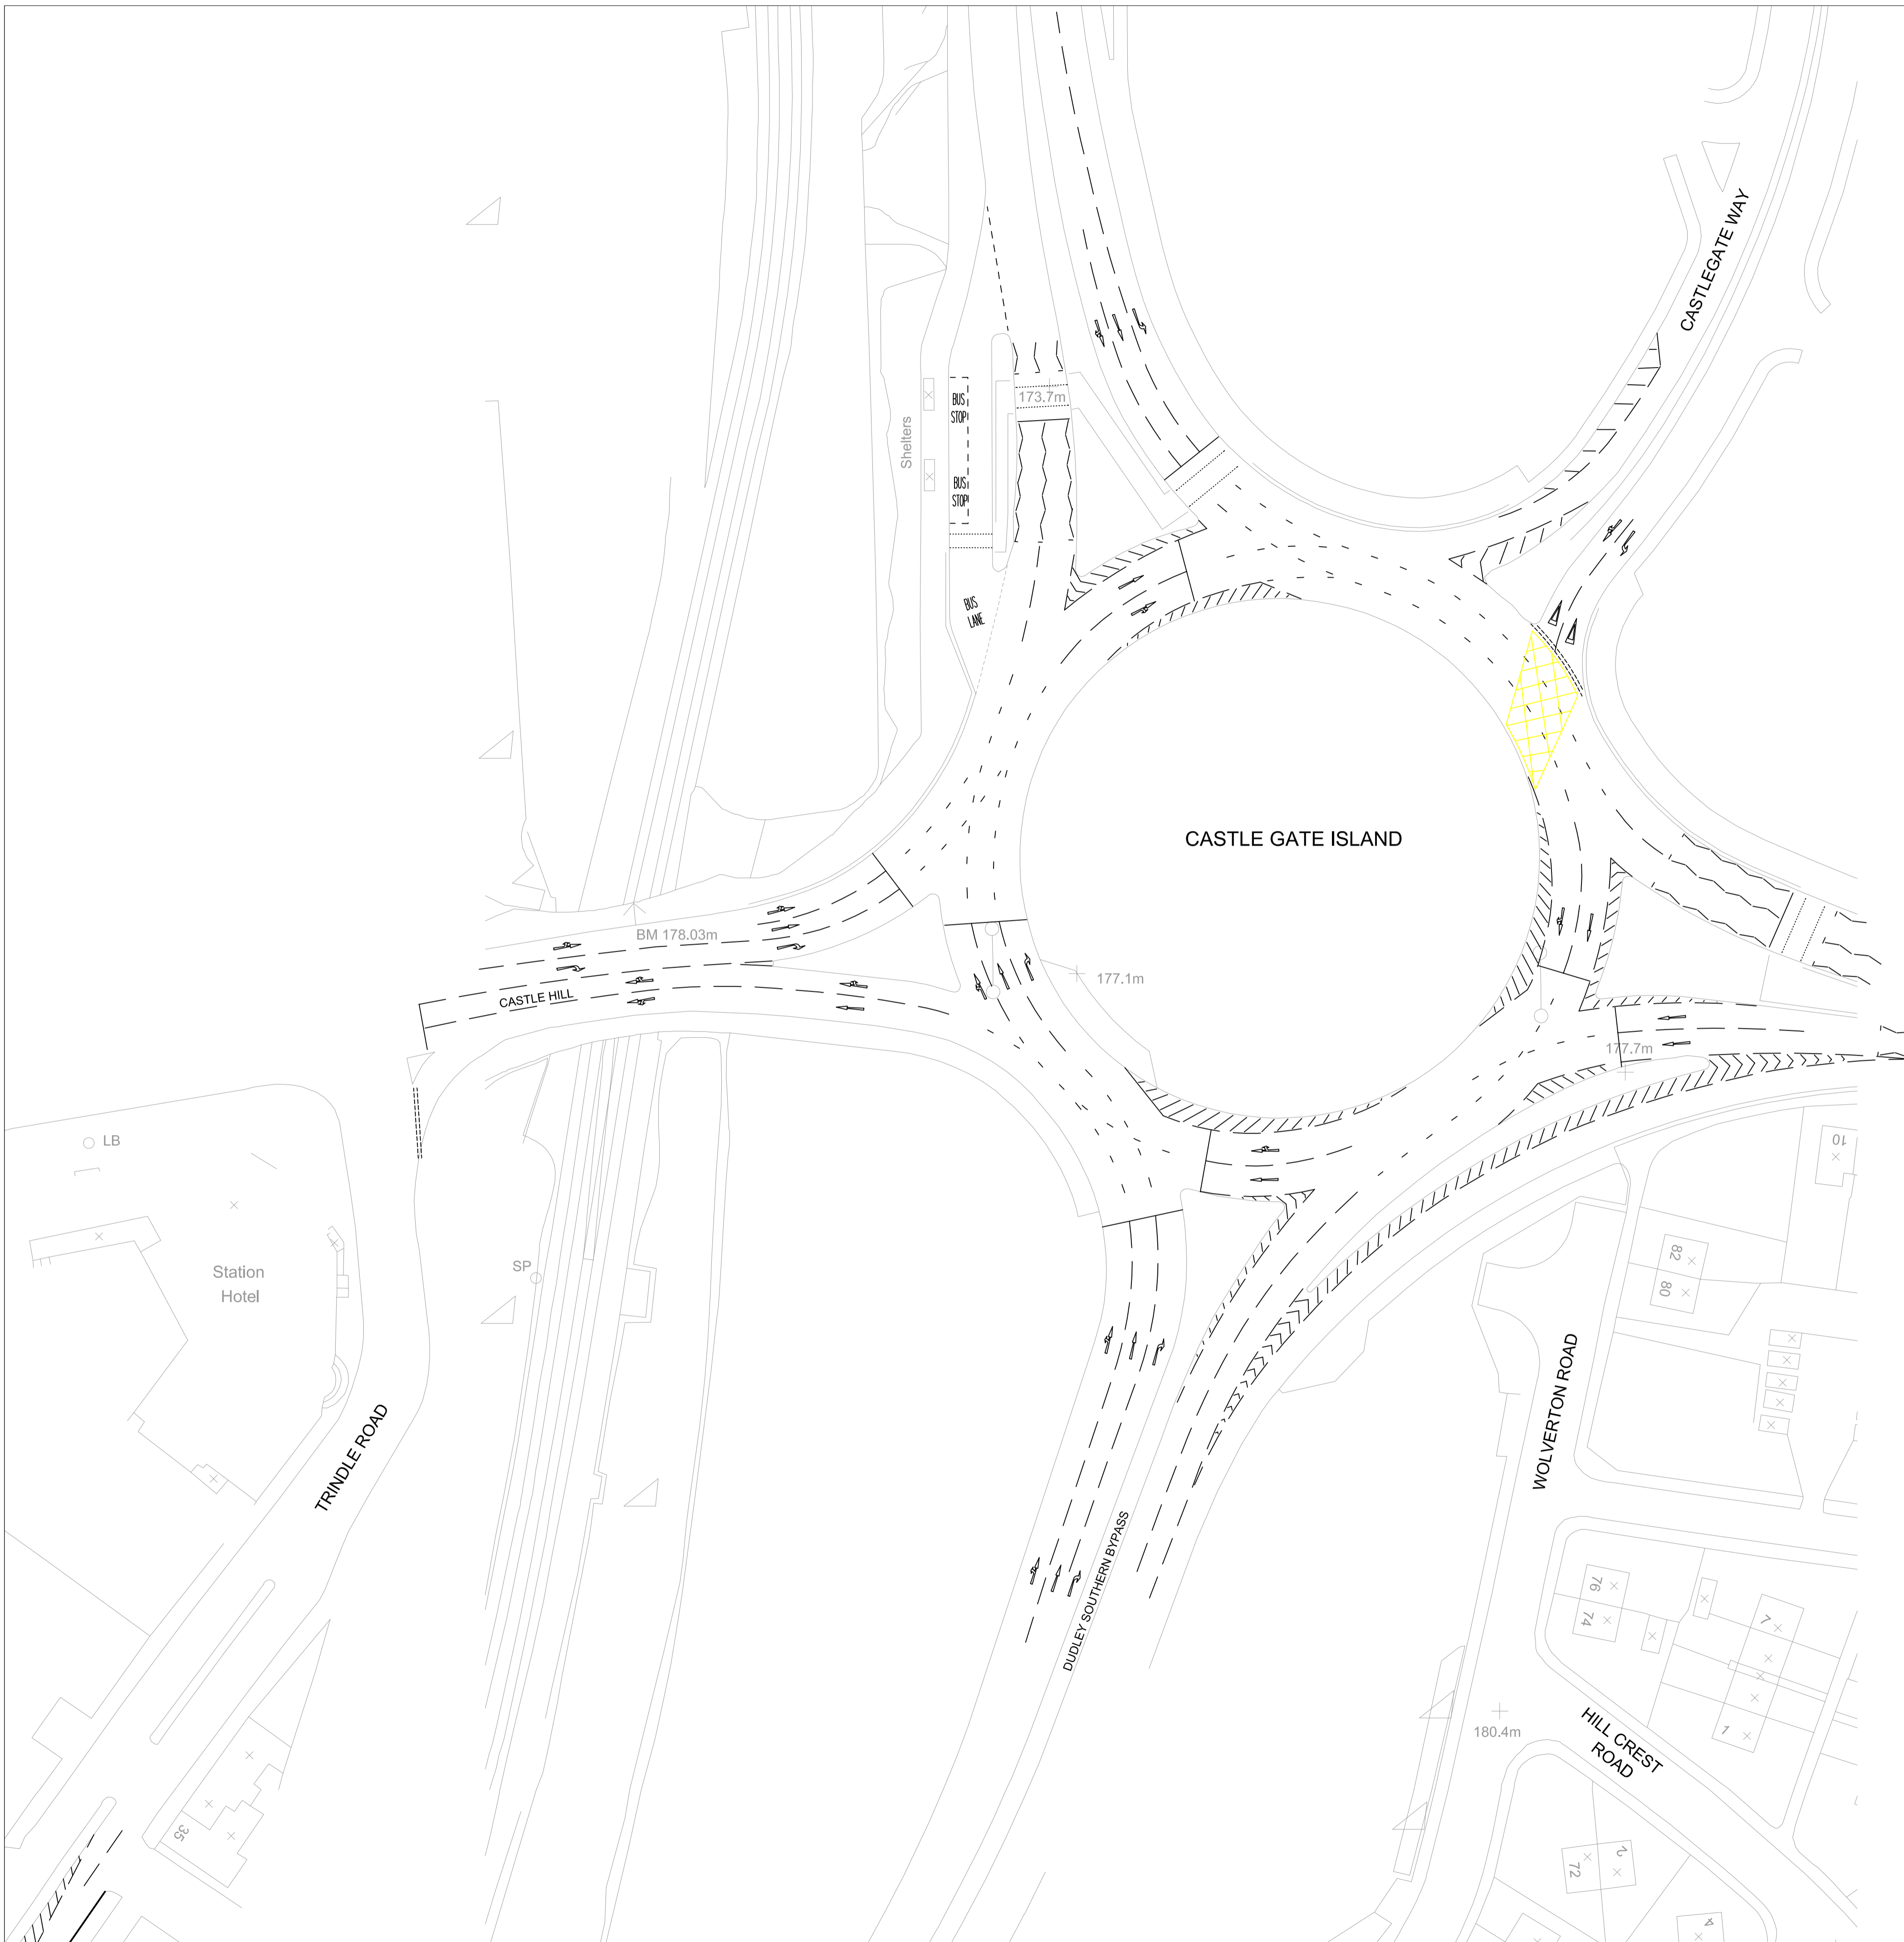 CASTLEGATE WAY
173.7m
BUS
STOP
Shelters
BUS
STOP
BUS
LANE
CASTLE GATE ISLAND
BM 178.03m
177.1m
CASTLE HILL
177.7m
LB
10
82
80
SP
Station
Hotel
WOLVERTON ROAD
TRINDLE ROAD
DUDLEY SOUTHERN BYPASS
76
74
7
1
180.4m
HILL CREST
ROAD
35
72
2
4